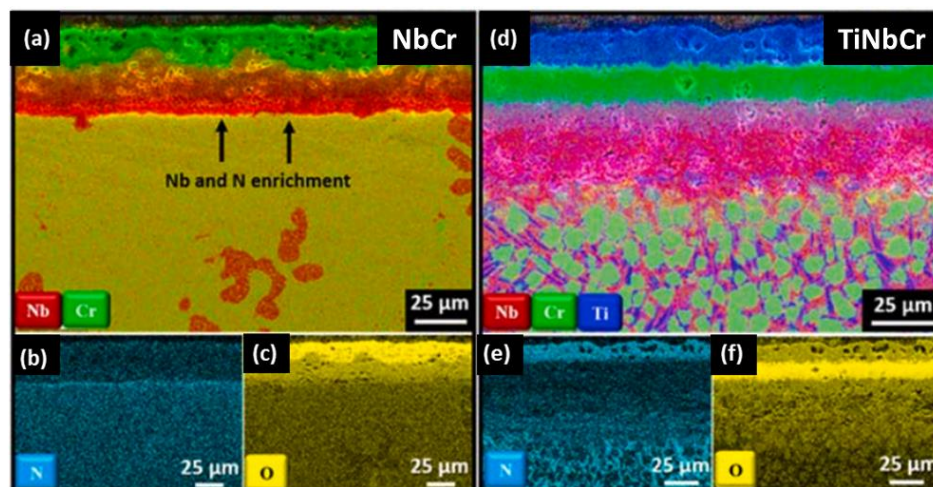 (a)
NbCr
Nb and N enrichment
Nb Cr
25 µm
(b)
N
25 µm
(c)
O
25 µm
(d)
TiNbCr
Nb Cr Ti
25 µm
(e)
N
25 µm
(f)
O
25 µm